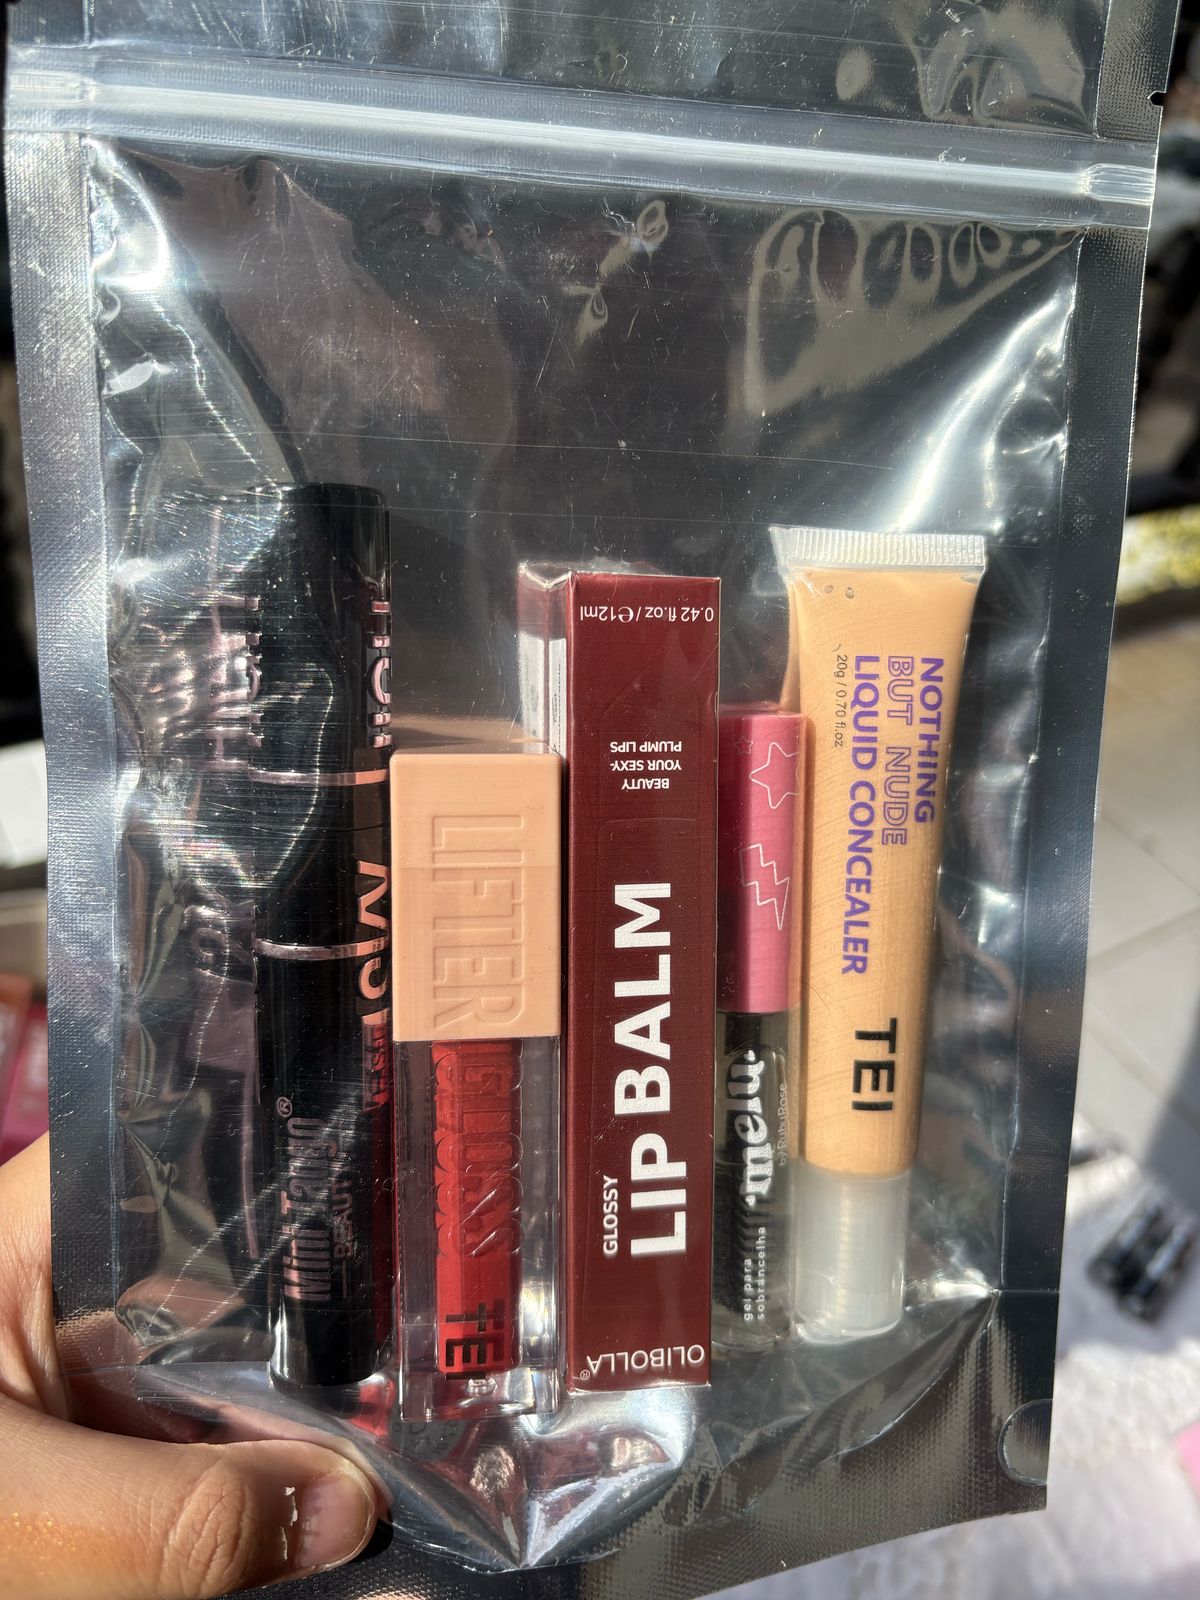 Mini Tango®
BEAUTY
LIFTER
GLOSS
TEI
0.42 fl.oz/℮12ml
BEAUTY
YOUR SEXY-
PLUMP LIPS
GLOSSY
LIP BALM
OLIBOLLA®
melu
by RubyRose
gel para
sobrancelha
NOTHING
BUT NUDE
LIQUID CONCEALER
20g / 0.70 fl.oz
TEI